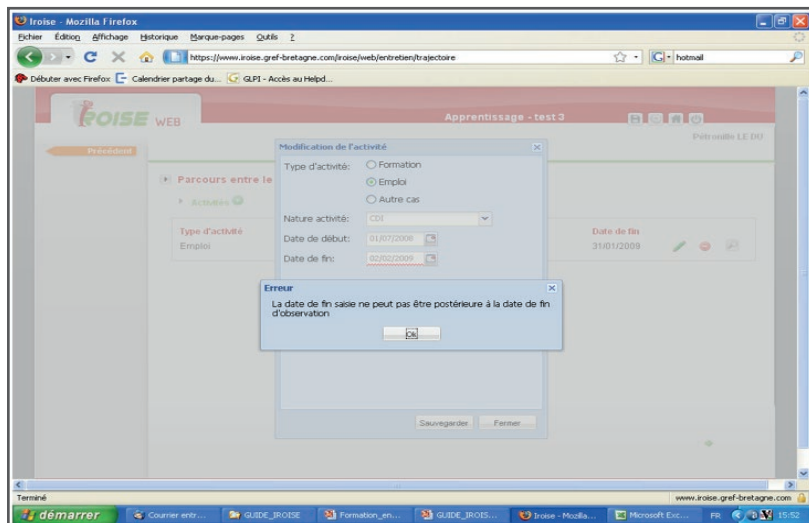 Iroise - Mozilla Firefox
Fichier Édition Affichage Historique Marque-pages Outils ?
https://www.iroise.gref-bretagne.com/iroise/web/entretien/trajectoire
hotmail
Débuter avec Firefox Calendrier partage du... GLPI - Accès au Helpd...
IROISE WEB
Apprentissage - test 3
Pétronille LE DU
Précédent
Modification de l'activité
Type d'activité: Formation
Emploi
Autre cas
Parcours entre le
Activités
Nature activité: CDI
Date de début: 01/07/2008
Date de fin: 02/02/2009
Type d'activité
Date de fin
Emploi
31/01/2009
Erreur
La date de fin saisie ne peut pas être postérieure à la date de fin
d'observation
Ok
Sauvegarder Fermer
Terminé
www.iroise.gref-bretagne.com
démarrer Courrier entr... GUIDE_IROISE Formation_en... GUIDE_IROIS... Iroise - Mozilla... Microsoft Exc... FR 15:52